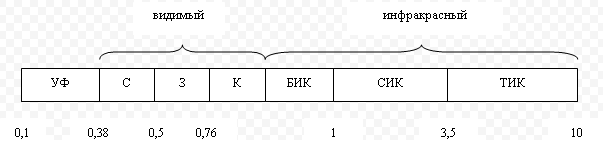 видимый инфракрасный
УФ С З К БИК СИК ТИК
0,1 0,38 0,5 0,76 1 3,5 10